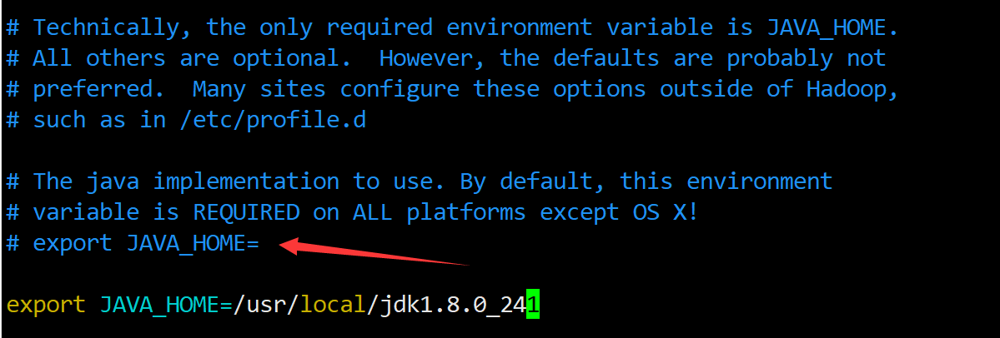 # Technically, the only required environment variable is JAVA_HOME.
# All others are optional.  However, the defaults are probably not
# preferred.  Many sites configure these options outside of Hadoop,
# such as in /etc/profile.d
# The java implementation to use. By default, this environment
# variable is REQUIRED on ALL platforms except OS X!
# export JAVA_HOME=
export JAVA_HOME=/usr/local/jdk1.8.0_241